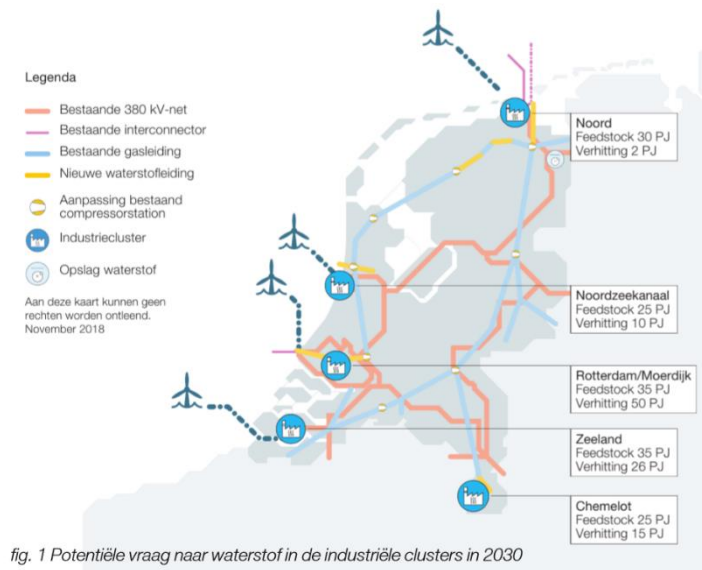 Legenda
Bestaande 380 kV-net
Bestaande interconnector
Bestaande gasleiding
Nieuwe waterstofleiding
Aanpassing bestaand
compressorstation
Industriecluster
Opslag waterstof
Aan deze kaart kunnen geen
rechten worden ontleend.
November 2018
Noord
Feedstock 30 PJ
Verhitting 2 PJ
Noordzeekanaal
Feedstock 25 PJ
Verhitting 10 PJ
Rotterdam/Moerdijk
Feedstock 35 PJ
Verhitting 50 PJ
Zeeland
Feedstock 35 PJ
Verhitting 26 PJ
Chemelot
Feedstock 25 PJ
Verhitting 15 PJ
fig. 1 Potentiële vraag naar waterstof in de industriële clusters in 2030